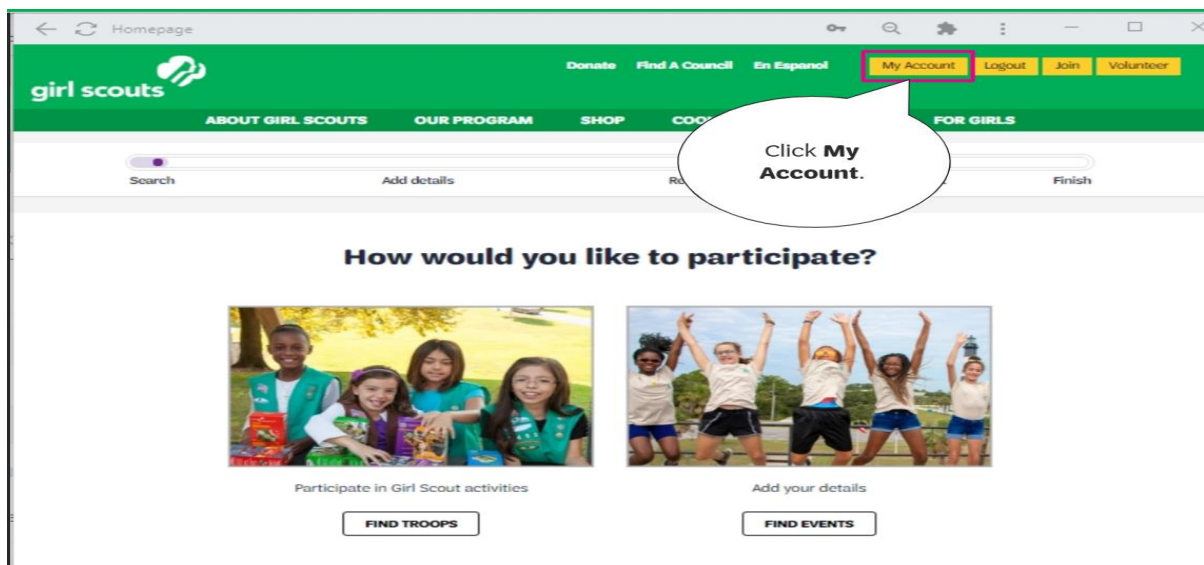 Homepage
girl scouts
Donate Find A Council En Espanol My Account Logout Join Volunteer
ABOUT GIRL SCOUTS OUR PROGRAM SHOP FOR GIRLS
Click My
Account.
Search Add details Finish
How would you like to participate?
Participate in Girl Scout activities Add your details
FIND TROOPS FIND EVENTS